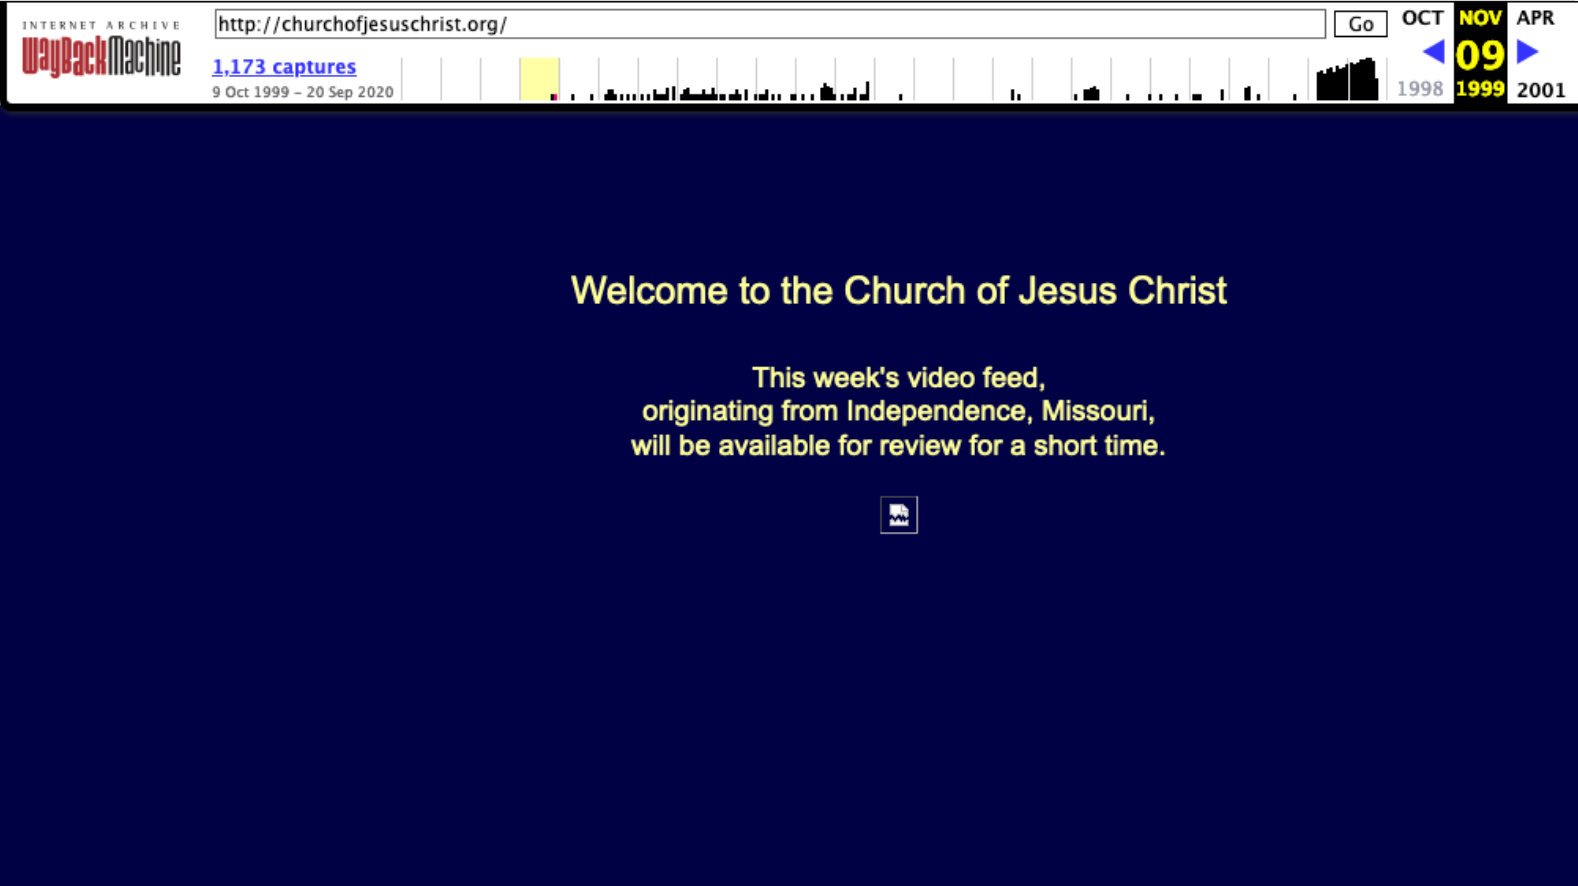 INTERNET ARCHIVE
WayBackMachine
http://churchofjesuschrist.org/
Go
1,173 captures
9 Oct 1999 – 20 Sep 2020
OCT NOV APR
09
1998 1999 2001
Welcome to the Church of Jesus Christ
This week's video feed,
originating from Independence, Missouri,
will be available for review for a short time.